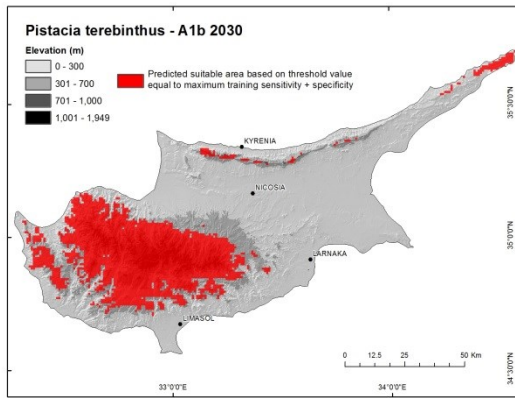 Pistacia terebinthus - A1b 2030
Elevation (m)
0 - 300
301 - 700
701 - 1,000
1,001 - 1,949
Predicted suitable area based on threshold value
equal to maximum training sensitivity + specificity
KYRENIA
NICOSIA
LARNAKA
LIMASOL
0 12.5 25 50 Km
33°0'0"E
34°0'0"E
35°30'0"N
35°0'0"N
34°30'0"N